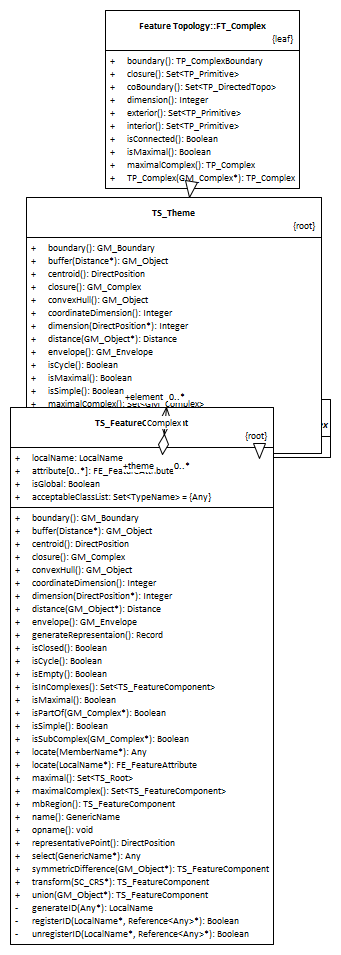 Feature Topology::FT_Complex
{leaf}
+ boundary(): TP_ComplexBoundary
+ closure(): Set<TP_Primitive>
+ coBoundary(): Set<TP_DirectedTopo>
+ dimension(): Integer
+ exterior(): Set<TP_Primitive>
+ interior(): Set<TP_Primitive>
+ isConnected(): Boolean
+ isMaximal(): Boolean
+ maximalComplex(): TP_Complex
+ TP_Complex(GM_Complex*): TP_Complex
TS_Theme
{root}
+ boundary(): GM_Boundary
+ buffer(Distance*): GM_Object
+ centroid(): DirectPosition
+ closure(): GM_Complex
+ convexHull(): GM_Object
+ coordinateDimension(): Integer
+ dimension(DirectPosition*): Integer
+ distance(GM_Object*): Distance
+ envelope(): GM_Envelope
+ isCycle(): Boolean
+ isMaximal(): Boolean
+ isSimple(): Boolean
+element 0..*
+ maximalComplex(): Set<GM_Complex>
{root}
+ localName: LocalName
+theme 0..*
+ attribute[0..*]: FE_FeatureAttribute
+ isGlobal: Boolean
+ acceptableClassList: Set<TypeName> = {Any}
+ boundary(): GM_Boundary
+ buffer(Distance*): GM_Object
+ centroid(): DirectPosition
+ closure(): GM_Complex
+ convexHull(): GM_Object
+ coordinateDimension(): Integer
+ dimension(DirectPosition*): Integer
+ distance(GM_Object*): Distance
+ envelope(): GM_Envelope
+ generateRepresentaion(): Record
+ isClosed(): Boolean
+ isCycle(): Boolean
+ isEmpty(): Boolean
+ isInComplexes(): Set<TS_FeatureComponent>
+ isMaximal(): Boolean
+ isPartOf(GM_Complex*): Boolean
+ isSimple(): Boolean
+ isSubComplex(GM_Complex*): Boolean
+ locate(MemberName*): Any
+ locate(LocalName*): FE_FeatureAttribute
+ maximal(): Set<TS_Root>
+ maximalComplex(): Set<TS_FeatureComponent>
+ mbRegion(): TS_FeatureComponent
+ name(): GenericName
+ opname(): void
+ representativePoint(): DirectPosition
+ select(GenericName*): Any
+ symmetricDifference(GM_Object*): TS_FeatureComponent
+ transform(SC_CRS*): TS_FeatureComponent
+ union(GM_Object*): TS_FeatureComponent
- generateID(Any*): LocalName
- registerID(LocalName*, Reference<Any>*): Boolean
- unregisterID(LocalName*, Reference<Any>*): Boolean